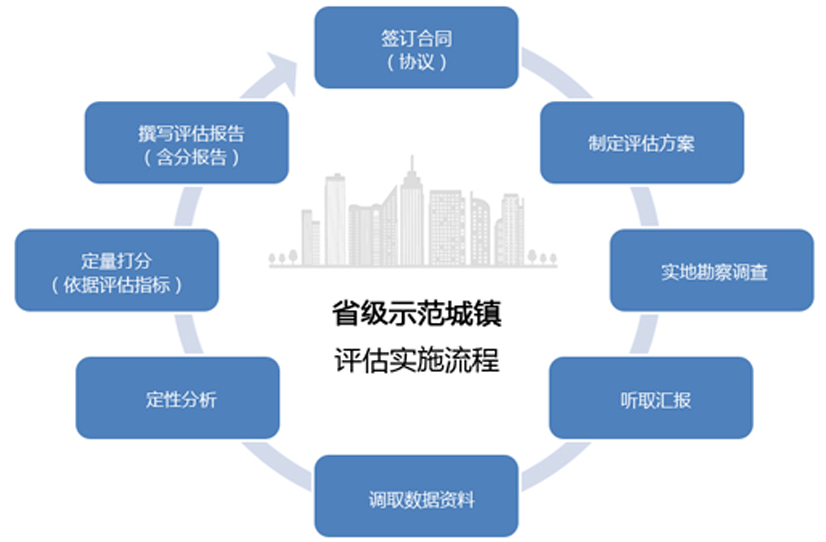 签订合同
（协议）
制定评估方案
实地勘察调查
听取汇报
调取数据资料
定性分析
定量打分
（依据评估指标）
撰写评估报告
（含分报告）
省级示范城镇
评估实施流程